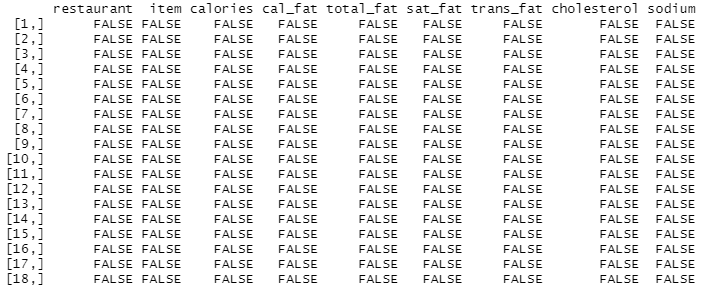 restaurant item calories cal_fat total_fat sat_fat trans_fat cholesterol sodium
[1,] FALSE FALSE FALSE FALSE FALSE FALSE FALSE FALSE FALSE
[2,] FALSE FALSE FALSE FALSE FALSE FALSE FALSE FALSE FALSE
[3,] FALSE FALSE FALSE FALSE FALSE FALSE FALSE FALSE FALSE
[4,] FALSE FALSE FALSE FALSE FALSE FALSE FALSE FALSE FALSE
[5,] FALSE FALSE FALSE FALSE FALSE FALSE FALSE FALSE FALSE
[6,] FALSE FALSE FALSE FALSE FALSE FALSE FALSE FALSE FALSE
[7,] FALSE FALSE FALSE FALSE FALSE FALSE FALSE FALSE FALSE
[8,] FALSE FALSE FALSE FALSE FALSE FALSE FALSE FALSE FALSE
[9,] FALSE FALSE FALSE FALSE FALSE FALSE FALSE FALSE FALSE
[10,] FALSE FALSE FALSE FALSE FALSE FALSE FALSE FALSE FALSE
[11,] FALSE FALSE FALSE FALSE FALSE FALSE FALSE FALSE FALSE
[12,] FALSE FALSE FALSE FALSE FALSE FALSE FALSE FALSE FALSE
[13,] FALSE FALSE FALSE FALSE FALSE FALSE FALSE FALSE FALSE
[14,] FALSE FALSE FALSE FALSE FALSE FALSE FALSE FALSE FALSE
[15,] FALSE FALSE FALSE FALSE FALSE FALSE FALSE FALSE FALSE
[16,] FALSE FALSE FALSE FALSE FALSE FALSE FALSE FALSE FALSE
[17,] FALSE FALSE FALSE FALSE FALSE FALSE FALSE FALSE FALSE
[18,] FALSE FALSE FALSE FALSE FALSE FALSE FALSE FALSE FALSE